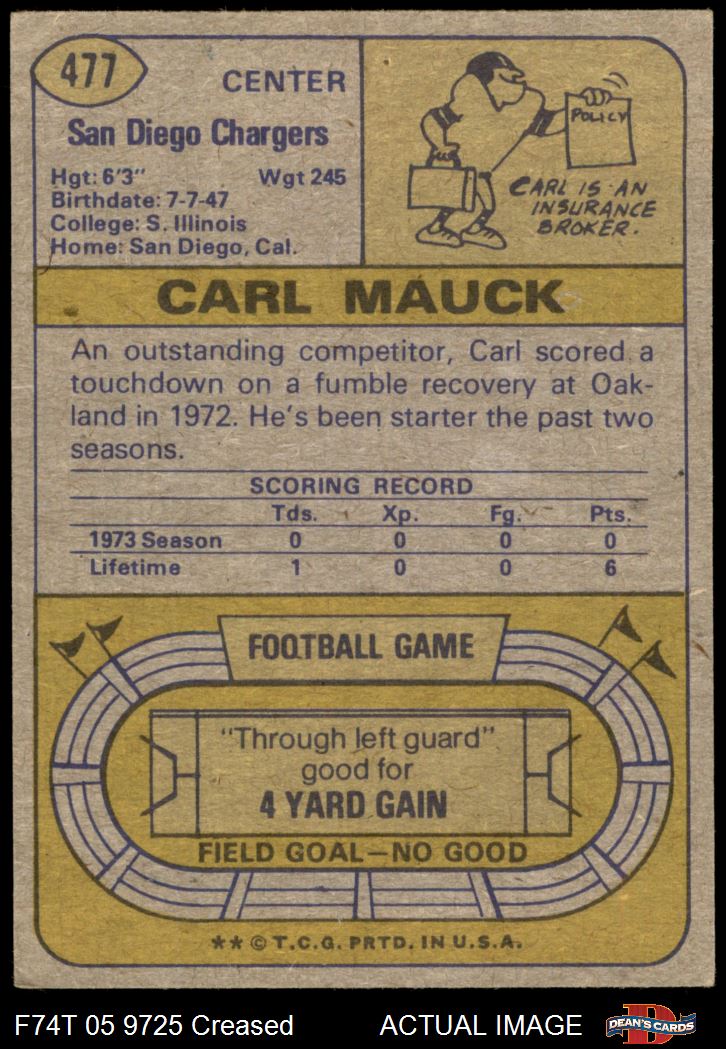 477
CENTER
San Diego Chargers
Hgt: 6'3" Wgt 245
Birthdate: 7-7-47
College: S. Illinois
Home: San Diego, Cal.
POLICY
CARL IS AN
INSURANCE
BROKER.
CARL MAUCK
An outstanding competitor, Carl scored a
touchdown on a fumble recovery at Oak-
land in 1972. He's been starter the past two
seasons.
SCORING RECORD
Tds. Xp. Fg. Pts.
1973 Season 0 0 0 0
Lifetime 1 0 0 6
FOOTBALL GAME
"Through left guard"
good for
4 YARD GAIN
FIELD GOAL—NO GOOD
** © T.C.G. PRTD. IN U.S.A.
F74T 05 9725 Creased ACTUAL IMAGE
DEAN'S CARDS